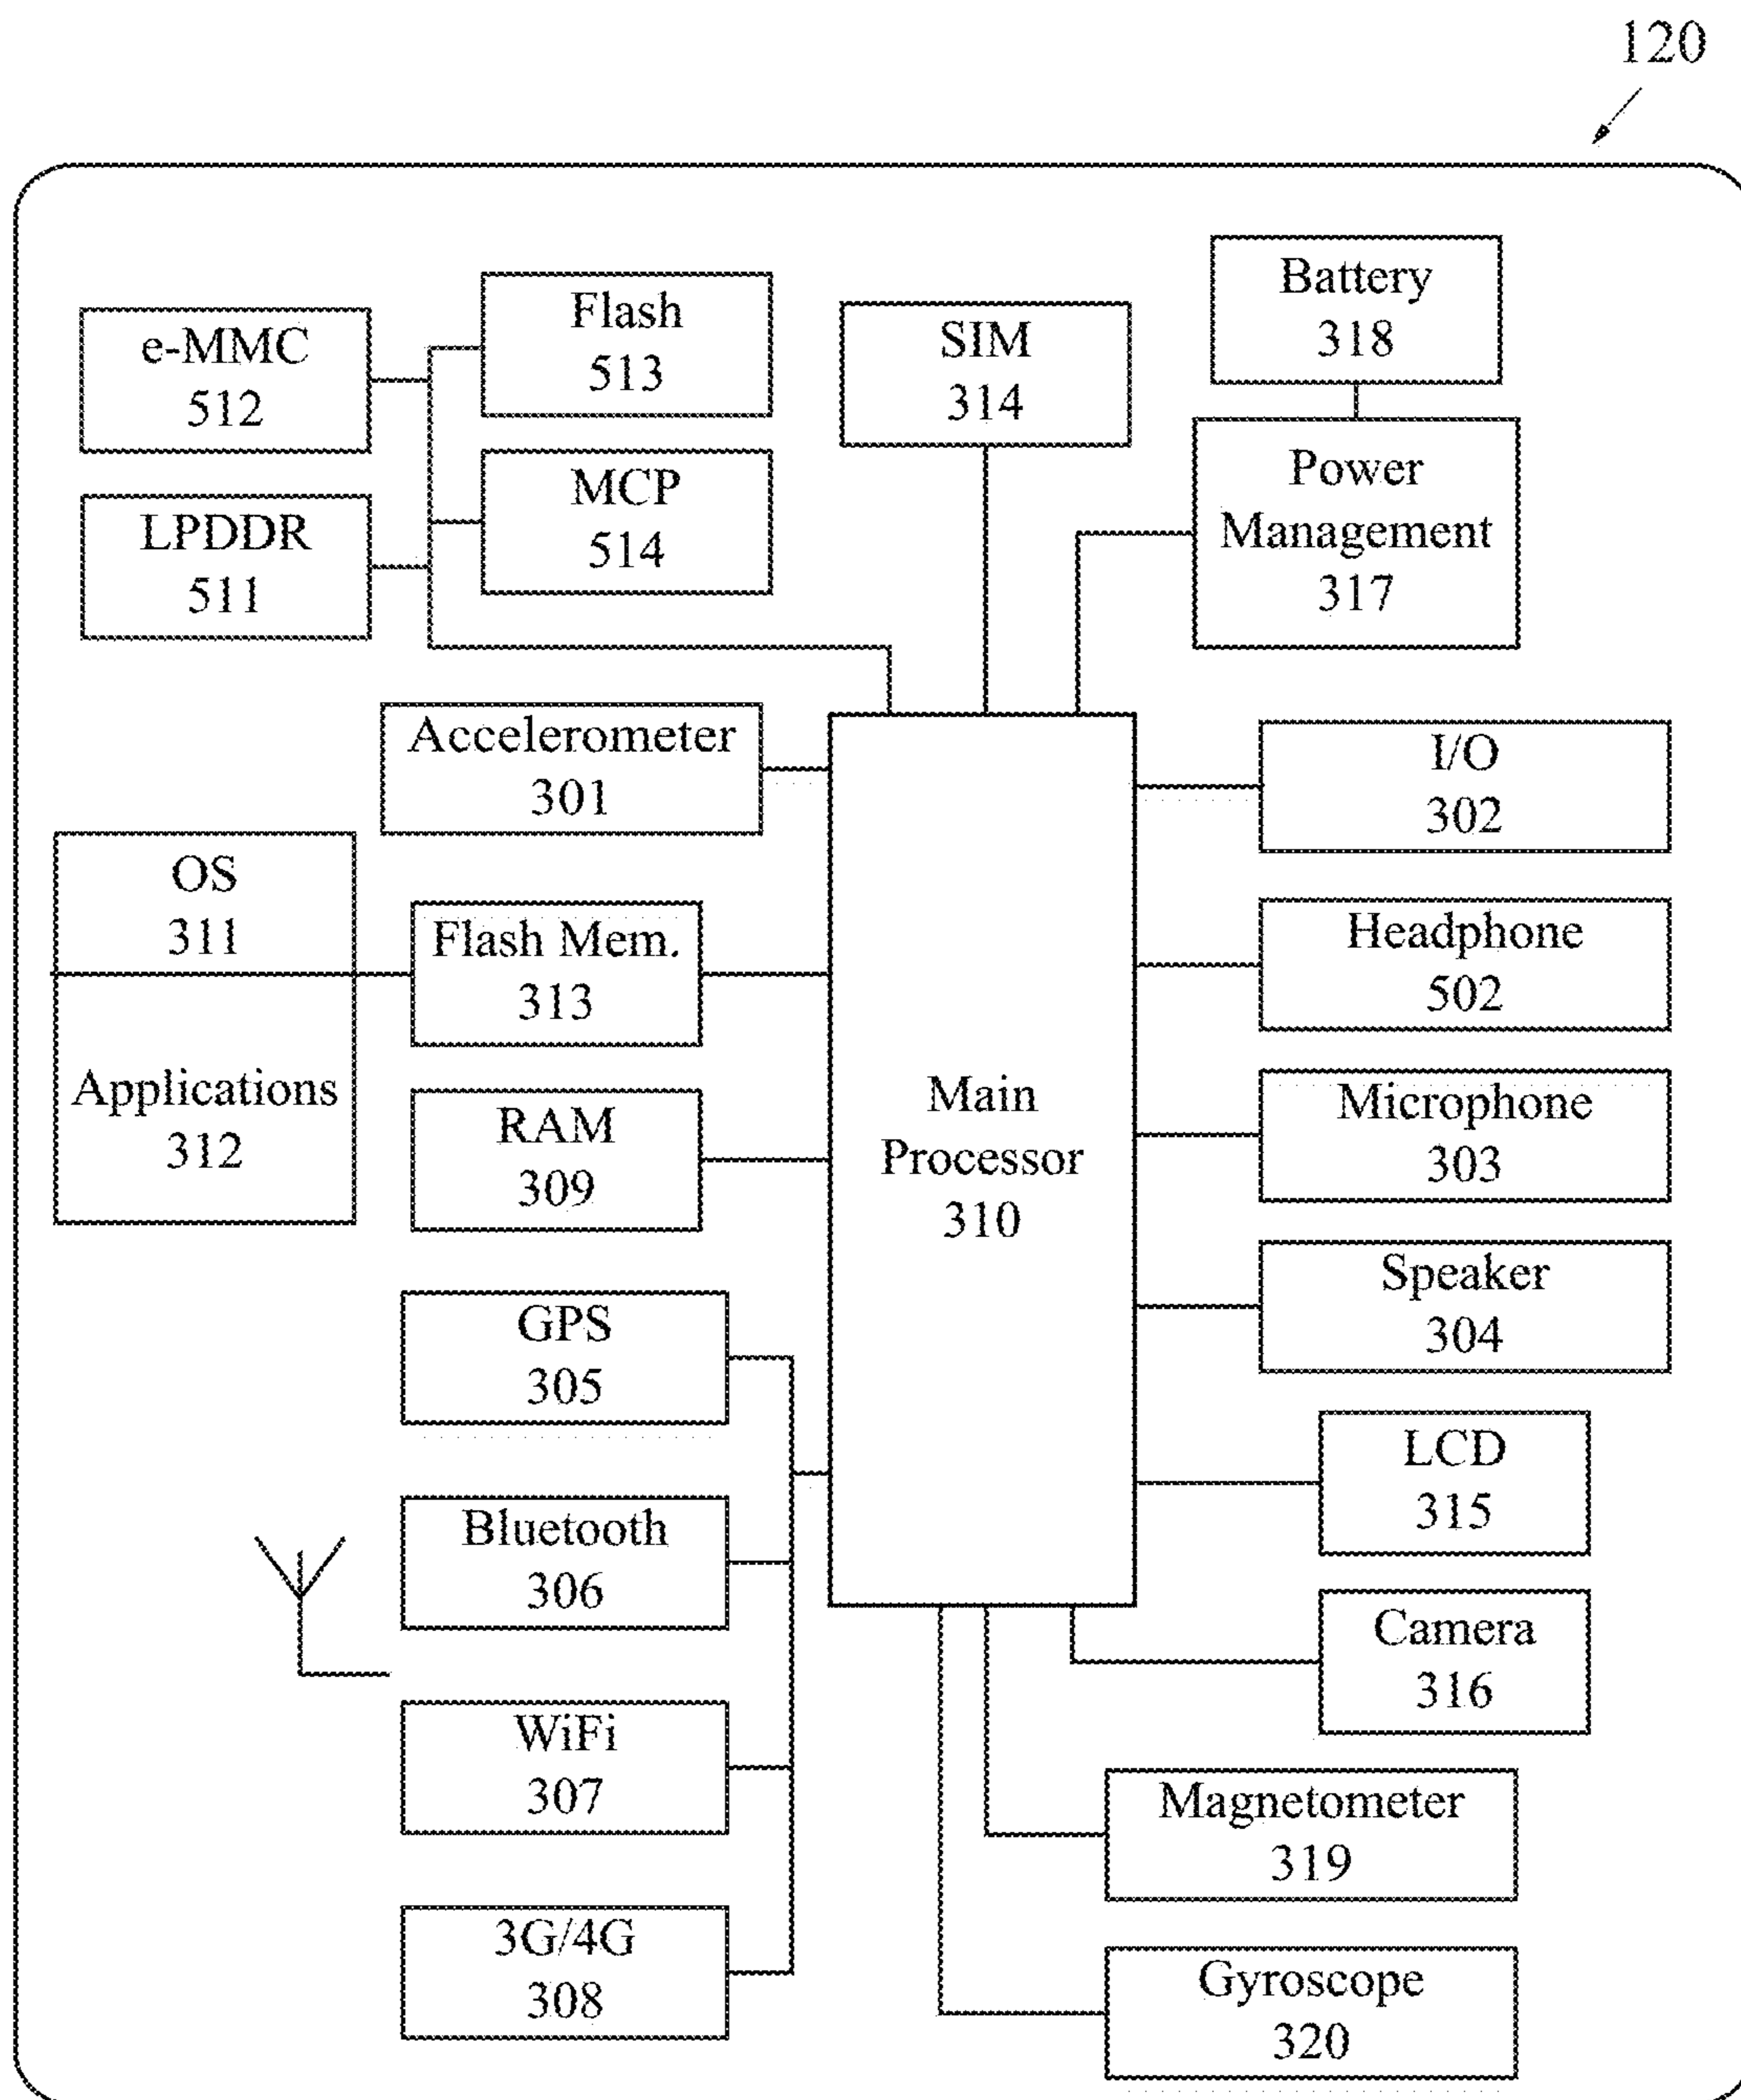 120
Battery
318
Flash
513
SIM
314
e-MMC
512
Power
Management
317
MCP
514
LPDDR
511
Accelerometer
301
I/O
302
OS
311
Flash Mem.
313
Headphone
502
Applications
312
RAM
309
Main
Processor
310
Microphone
303
Speaker
304
GPS
305
LCD
315
Bluetooth
306
Camera
316
WiFi
307
Magnetometer
319
3G/4G
308
Gyroscope
320